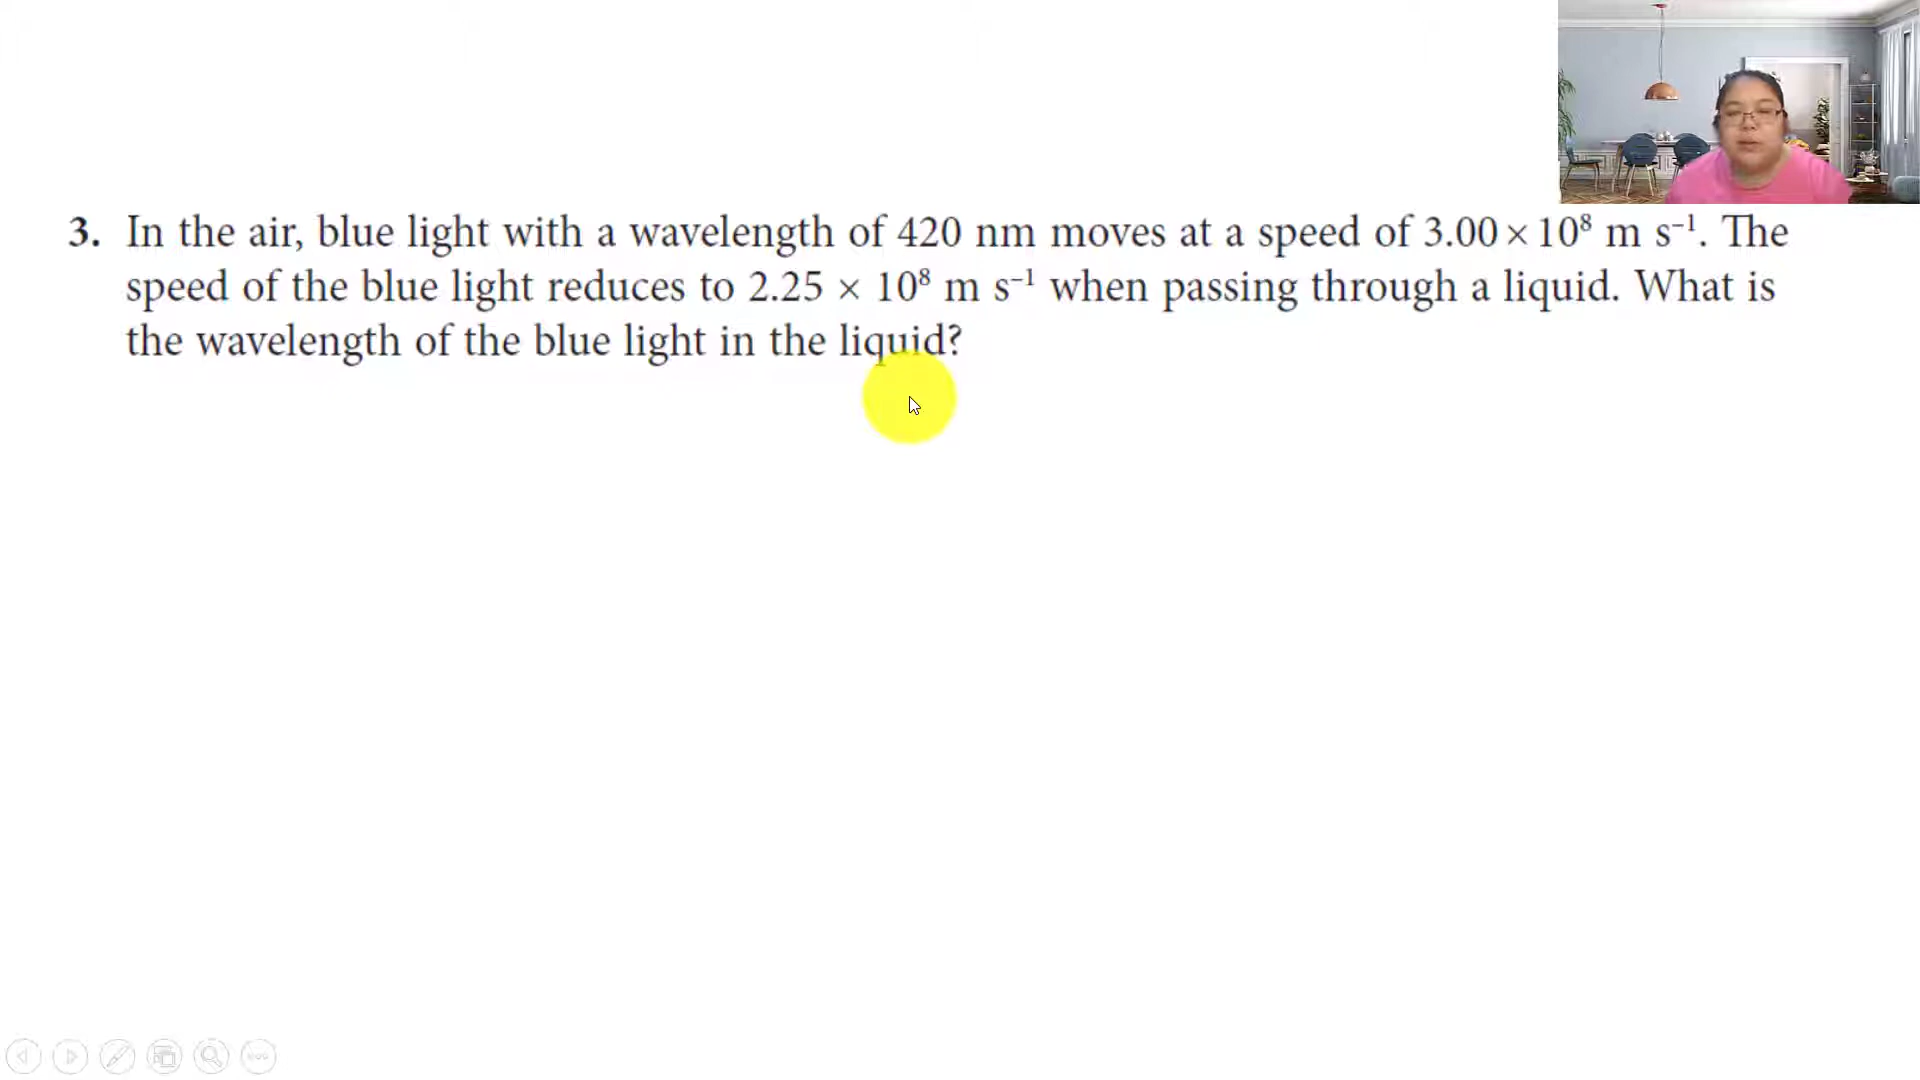 3. In the air, blue light with a wavelength of 420 nm moves at a speed of 3.00 × 10⁸ m s⁻¹. The
speed of the blue light reduces to 2.25 × 10⁸ m s⁻¹ when passing through a liquid. What is
the wavelength of the blue light in the liquid?